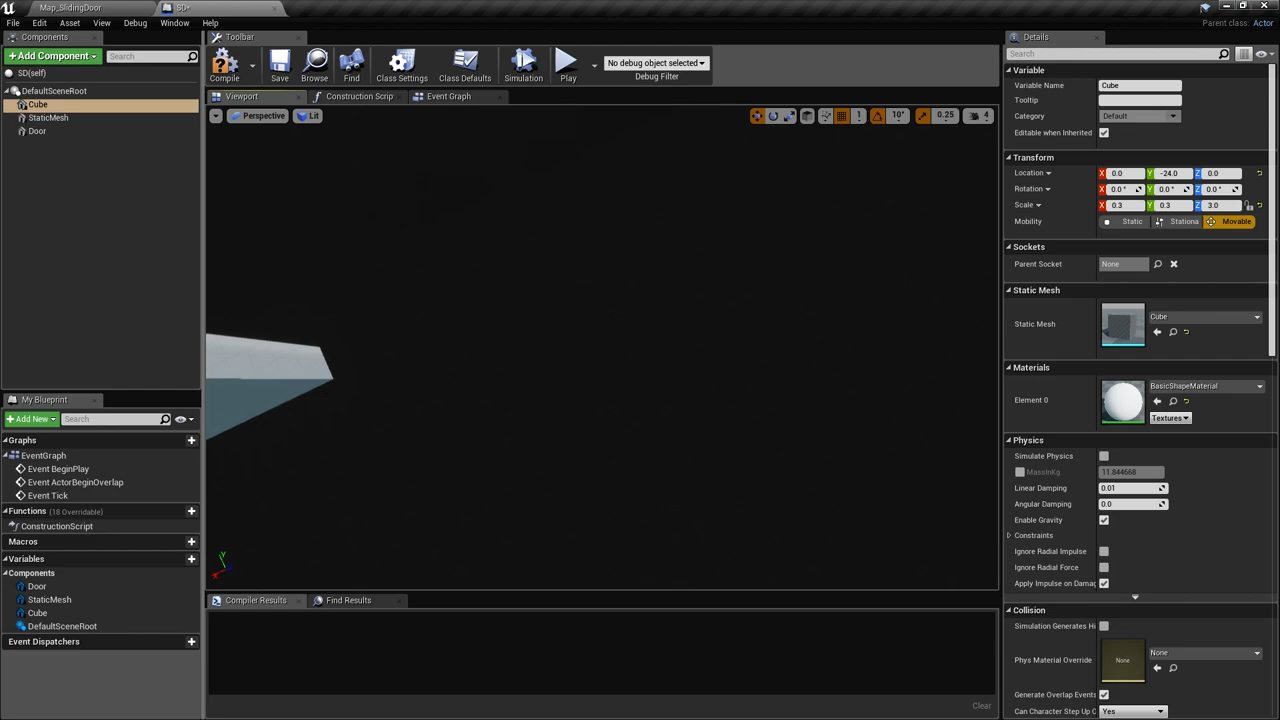 Map_SlidingDoor
SD*
File Edit Asset View Debug Window Help
Parent class: Actor
Components
Add Component
Search
SD(self)
DefaultSceneRoot
Cube
StaticMesh
Door
My Blueprint
Add New
Search
Graphs
EventGraph
Event BeginPlay
Event ActorBeginOverlap
Event Tick
Functions (18 Overridable)
ConstructionScript
Macros
Variables
Components
Door
StaticMesh
Cube
DefaultSceneRoot
Event Dispatchers
Toolbar
Compile
Save
Browse
Find
Class Settings
Class Defaults
Simulation
Play
No debug object selected
Debug Filter
Viewport
Construction Scrip
Event Graph
Perspective
Lit
1
10°
0.25
4
Y
X
Compiler Results
Find Results
Clear
Details
Search
Variable
Variable Name Cube
Tooltip
Category Default
Editable when Inherited
Transform
Location X 0.0 Y -24.0 Z 0.0
Rotation X 0.0 ° Y 0.0 ° Z 0.0 °
Scale X 0.3 Y 0.3 Z 3.0
Mobility Static Stationa Movable
Sockets
Parent Socket None
Static Mesh
Static Mesh Cube
Materials
Element 0 BasicShapeMaterial
Textures
Physics
Simulate Physics
MassInKg 11.844668
Linear Damping 0.01
Angular Damping 0.0
Enable Gravity
Constraints
Ignore Radial Impulse
Ignore Radial Force
Apply Impulse on Damag
Collision
Simulation Generates Hi
Phys Material Override None None
Generate Overlap Events
Can Character Step Up O Yes